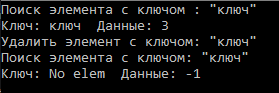 Поиск элемента с ключом : "ключ"
Ключ: ключ  Данные: 3
Удалить элемент с ключом: "ключ"
Поиск элемента с ключом: "ключ"
Ключ: No elem  Данные: -1